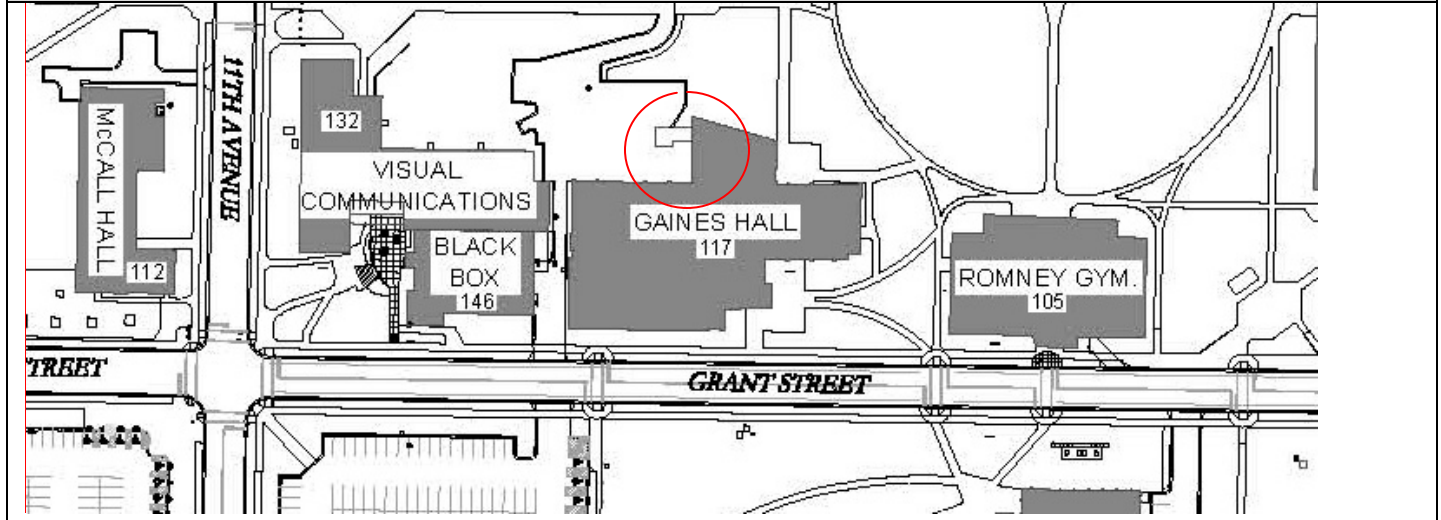 McCALL HALL
112
11TH AVENUE
132
VISUAL
COMMUNICATIONS
BLACK
BOX
146
GAINES HALL
117
ROMNEY GYM.
105
TREET
GRANT STREET